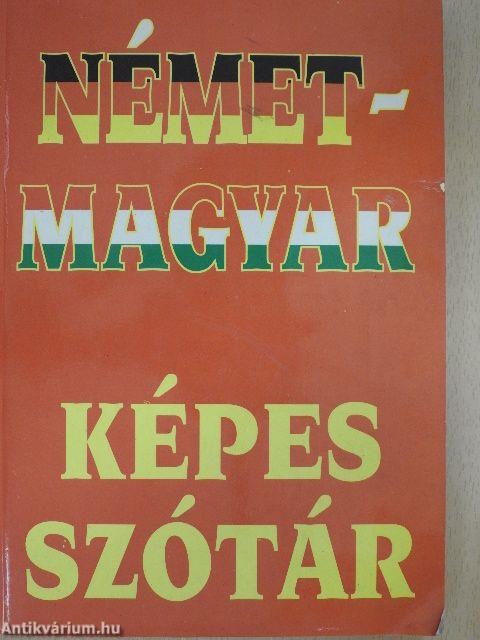 NÉMET-
MAGYAR
KÉPES
SZÓTÁR
Antikvárium.hu